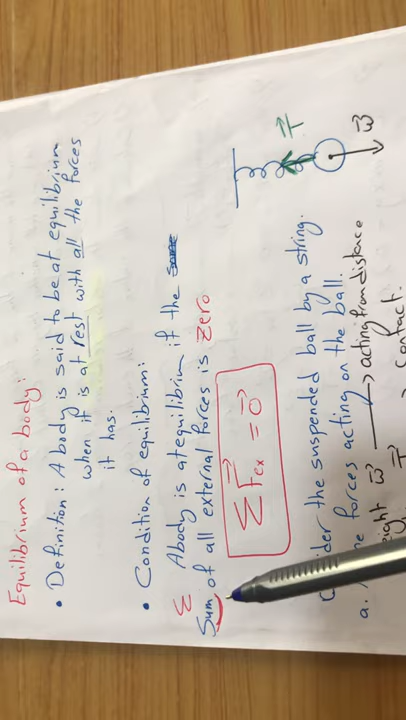 Equilibrium of a body:
• Definition: A body is said to be at equilibrium
when it is at rest with all the forces
it has.
• Condition of equilibrium:
Σ A body is at equilibrium if the
Sum of all external forces is zero
ΣF⃗ex = 0⃗
the suspended ball by a string.
a. forces acting on the ball.
w⃗ → acting from distance
T⃗ → contact.
T⃗
w⃗